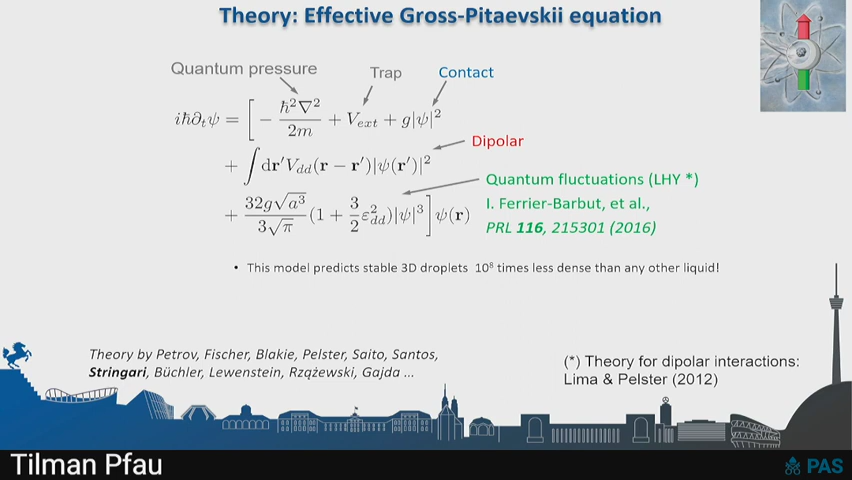 Theory: Effective Gross-Pitaevskii equation
Quantum pressure
Trap
Contact
iħ∂ₜψ = [ − ħ²∇²/2m + V_ext + g|ψ|²
Dipolar
+ ∫ dr′V_dd(r − r′)|ψ(r′)|²
Quantum fluctuations (LHY *)
+ 32g√a³/3√π (1 + 3/2 ε²_dd)|ψ|³ ] ψ(r)
I. Ferrier-Barbut, et al.,
PRL 116, 215301 (2016)
• This model predicts stable 3D droplets 10⁸ times less dense than any other liquid!
Theory by Petrov, Fischer, Blakie, Pelster, Saito, Santos,
Stringari, Büchler, Lewenstein, Rzążewski, Gajda ...
(*) Theory for dipolar interactions:
Lima & Pelster (2012)
Tilman Pfau
PAS